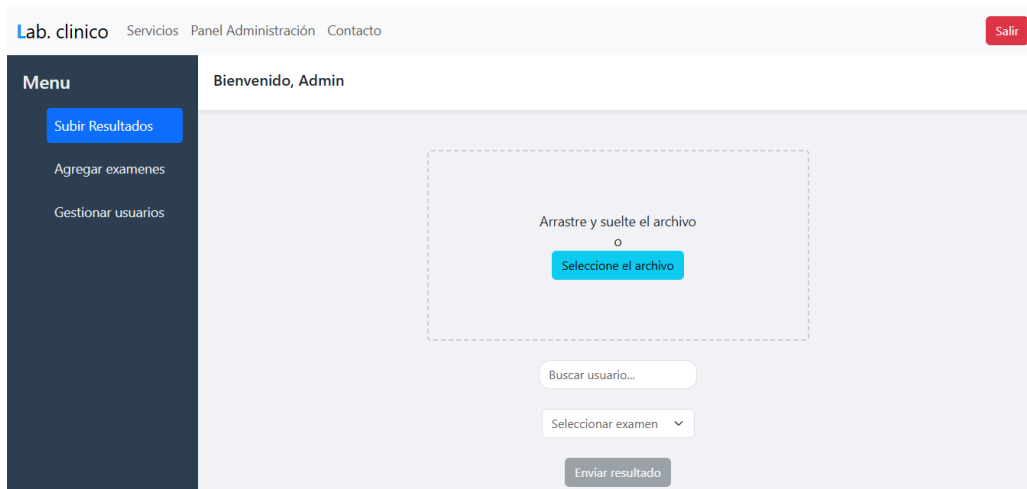 Lab. clinico Servicios Panel Administración Contacto Salir
Menu
Subir Resultados
Agregar examenes
Gestionar usuarios
Bienvenido, Admin
Arrastre y suelte el archivo
o
Seleccione el archivo
Buscar usuario...
Seleccionar examen
Enviar resultado